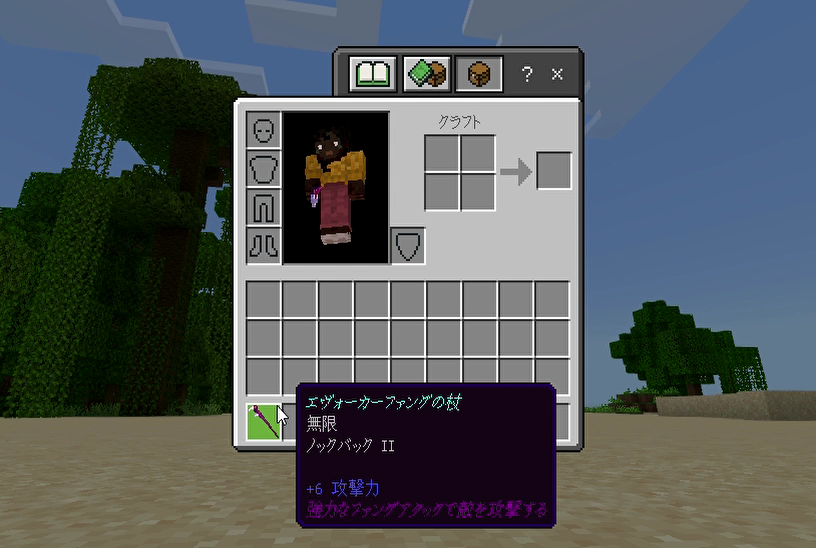 ?
×
クラフト
エヴォーカーファングの杖
無限
ノックバック II
+6 攻撃力
強力なファングアタックで敵を攻撃する